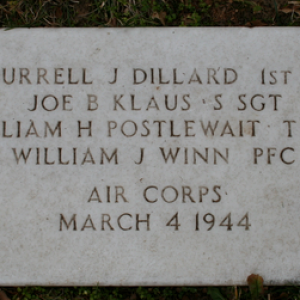 URRELL J DILLARD 1ST
JOE B KLAUS S SGT
LIAM H POSTLEWAIT T
WILLIAM J WINN PFC
AIR CORPS
MARCH 4 1944